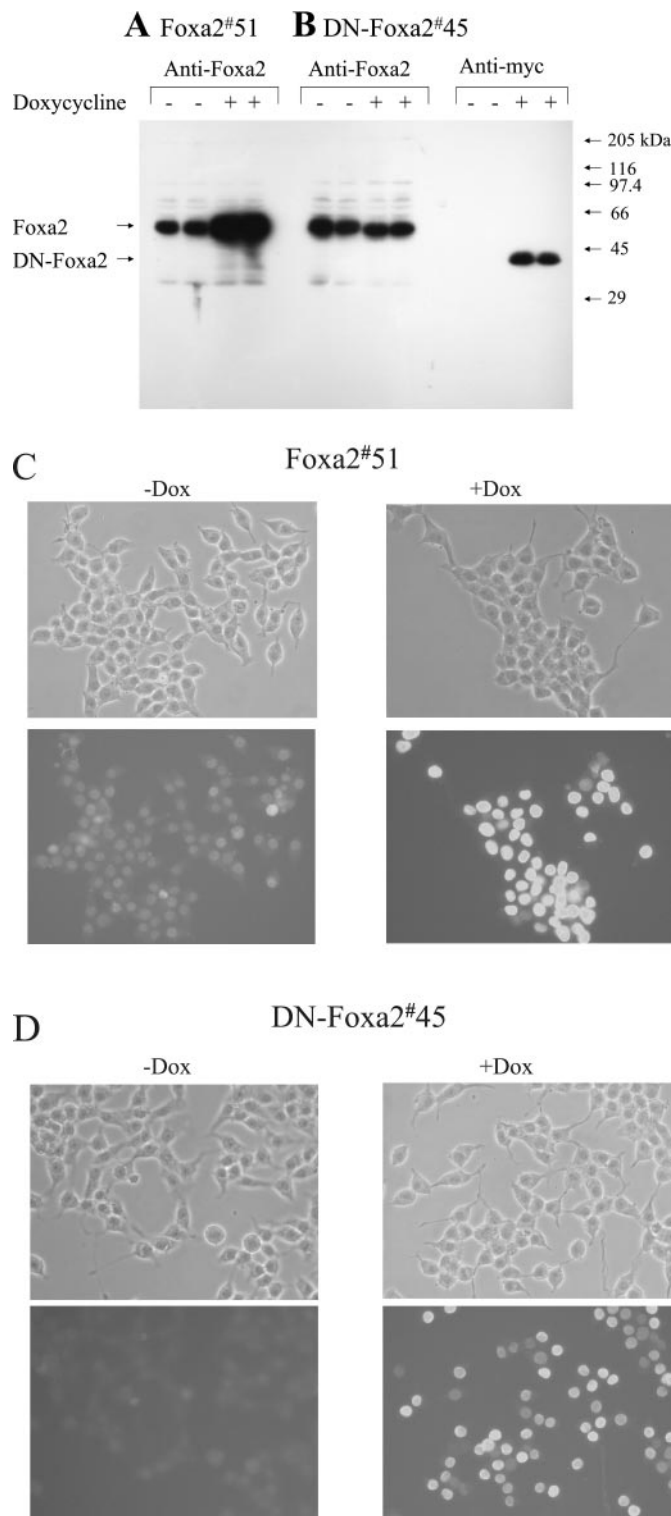 A Foxa2#51 B DN-Foxa2#45
Anti-Foxa2 Anti-Foxa2 Anti-myc
Doxycycline - - + + - - + + - - + +
← 205 kDa
← 116
← 97.4
← 66
Foxa2 →
← 45
DN-Foxa2 →
← 29
C Foxa2#51
-Dox +Dox
D DN-Foxa2#45
-Dox +Dox